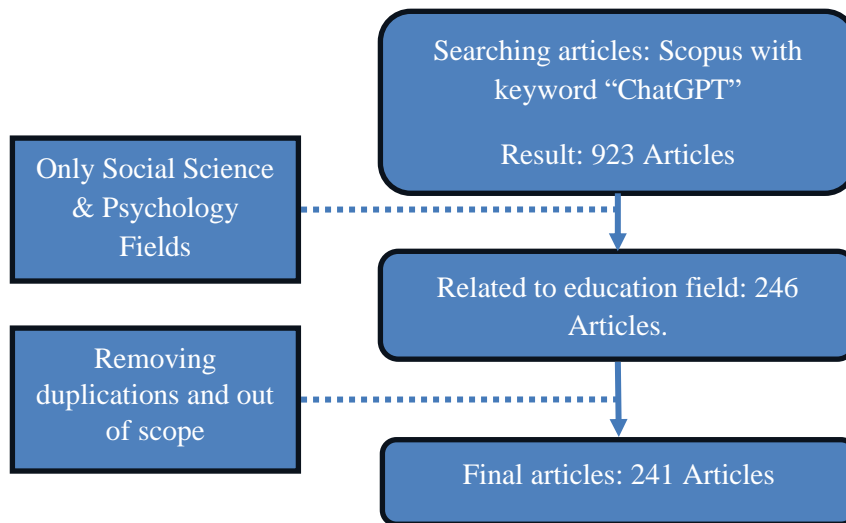 Searching articles: Scopus with
keyword “ChatGPT”
Result: 923 Articles
Only Social Science
& Psychology
Fields
Related to education field: 246
Articles.
Removing
duplications and out
of scope
Final articles: 241 Articles